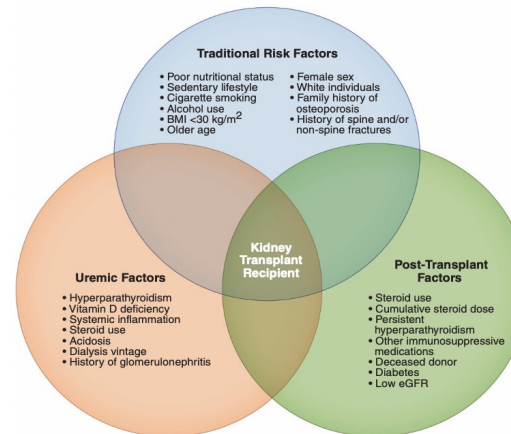 Traditional Risk Factors
• Poor nutritional status
• Sedentary lifestyle
• Cigarette smoking
• Alcohol use
• BMI <30 kg/m²
• Older age
• Female sex
• White individuals
• Family history of
osteoporosis
• History of spine and/or
non-spine fractures
Kidney
Transplant
Recipient
Uremic Factors
• Hyperparathyroidism
• Vitamin D deficiency
• Systemic inflammation
• Steroid use
• Acidosis
• Dialysis vintage
• History of glomerulonephritis
Post-Transplant
Factors
• Steroid use
• Cumulative steroid dose
• Persistent
hyperparathyroidism
• Other immunosuppressive
medications
• Deceased donor
• Diabetes
• Low eGFR